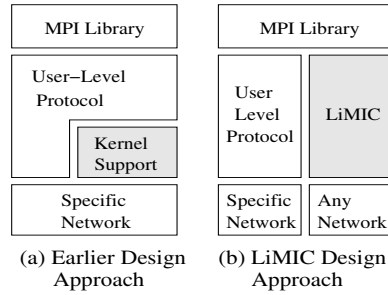 MPI Library
User-Level
Protocol
Kernel
Support
Specific
Network
(a) Earlier Design
Approach
MPI Library
User
Level
Protocol
LiMIC
Specific
Network
Any
Network
(b) LiMIC Design
Approach